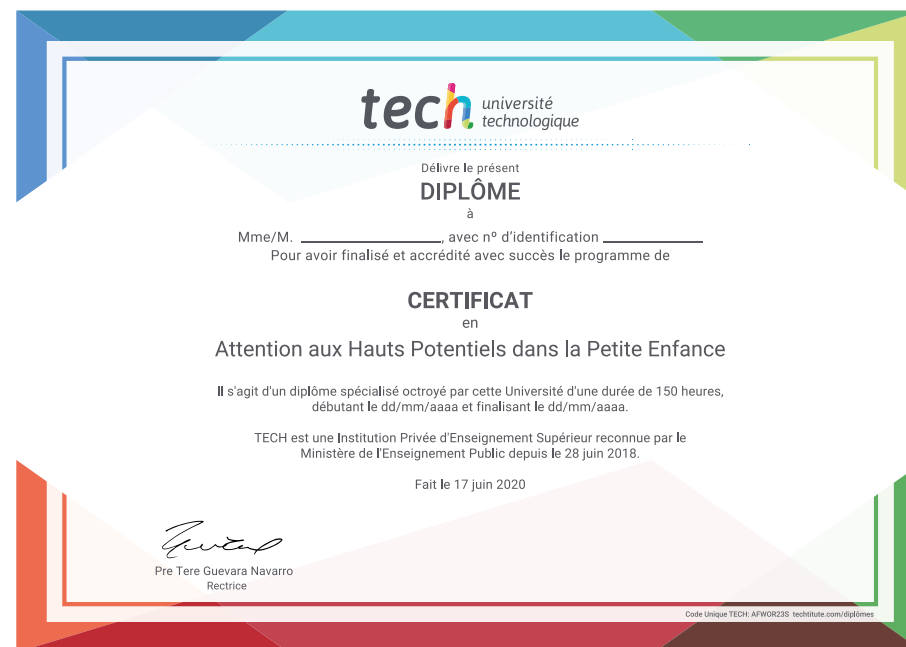 tech université
technologique
Délivre le présent
DIPLÔME
à
Mme/M. ____________________, avec nº d'identification ______________
Pour avoir finalisé et accrédité avec succès le programme de
CERTIFICAT
en
Attention aux Hauts Potentiels dans la Petite Enfance
Il s'agit d'un diplôme spécialisé octroyé par cette Université d'une durée de 150 heures,
débutant le dd/mm/aaaa et finalisant le dd/mm/aaaa.
TECH est une Institution Privée d'Enseignement Supérieur reconnue par le
Ministère de l'Enseignement Public depuis le 28 juin 2018.
Fait le 17 juin 2020
Pre Tere Guevara Navarro
Rectrice
Code Unique TECH: AFWOR23S techtitute.com/diplômes